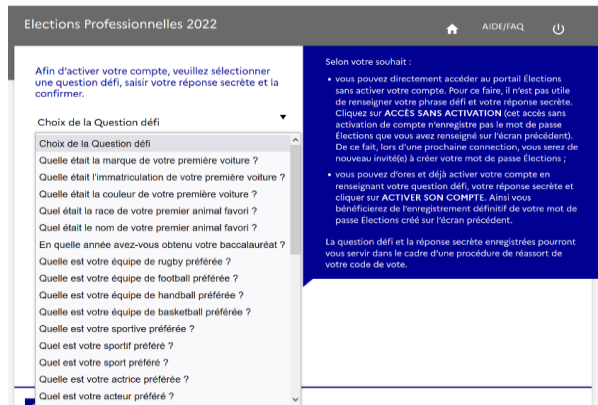 Elections Professionnelles 2022
AIDE/FAQ
Afin d'activer votre compte, veuillez sélectionner
une question défi, saisir votre réponse secrète et la
confirmer.
Choix de la Question défi
Choix de la Question défi
Quelle était la marque de votre première voiture ?
Quelle était l'immatriculation de votre première voiture ?
Quelle était la couleur de votre première voiture ?
Quel était la race de votre premier animal favori ?
Quel était le nom de votre premier animal favori ?
En quelle année avez-vous obtenu votre baccalauréat ?
Quelle est votre équipe de rugby préférée ?
Quelle est votre équipe de football préférée ?
Quelle est votre équipe de handball préférée ?
Quelle est votre équipe de basketball préférée ?
Quelle est votre sportive préférée ?
Quel est votre sportif préféré ?
Quel est votre sport préféré ?
Quelle est votre actrice préférée ?
Quel est votre acteur préféré ?
Selon votre souhait :
• vous pouvez directement accéder au portail Élections
sans activer votre compte. Pour ce faire, il n'est pas utile
de renseigner votre phrase défi et votre réponse secrète.
Cliquez sur ACCÈS SANS ACTIVATION (cet accès sans
activation de compte n'enregistre pas le mot de passe
Élections que vous avez renseigné sur l'écran précédent).
De ce fait, lors d'une prochaine connection, vous serez de
nouveau invité(e) à créer votre mot de passe Élections ;
• vous pouvez d'ores et déjà activer votre compte en
renseignant votre question défi, votre réponse secrète et
cliquer sur ACTIVER SON COMPTE. Ainsi vous
bénéficierez de l'enregistrement définitif de votre mot de
passe Élections créé sur l'écran précédent.
La question défi et la réponse secrète enregistrées pourront
vous servir dans le cadre d'une procédure de réassort de
votre code de vote.